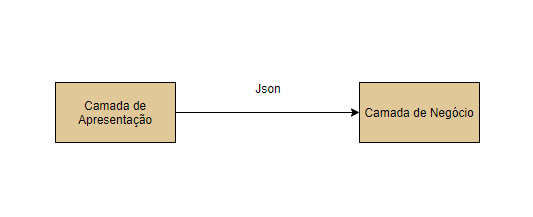 Json
Camada de
Apresentação
Camada de Negócio